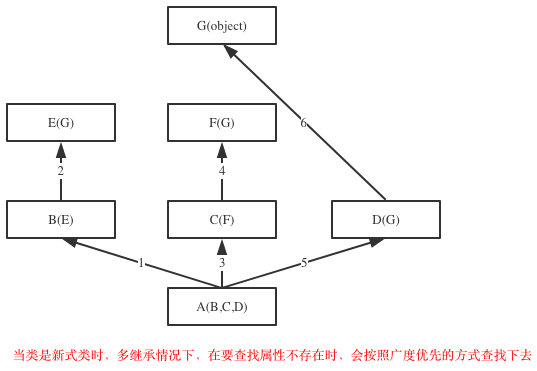 G(object)
E(G)
F(G)
6
2
4
B(E)
C(F)
D(G)
1
3
5
A(B,C,D)
当类是新式类时，多继承情况下，在要查找属性不存在时，会按照广度优先的方式查找下去